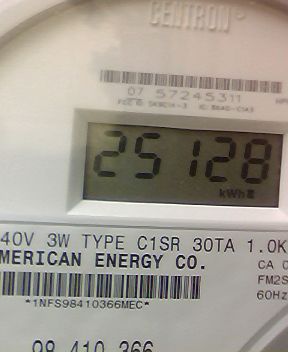 CENTRON®
07 57245311
25128
kWh
40V 3W TYPE C1SR 30TA 1.0K
MERICAN ENERGY CO.
CA 0
FM2S
60Hz
*1NFS98410366MEC*
98 410 366